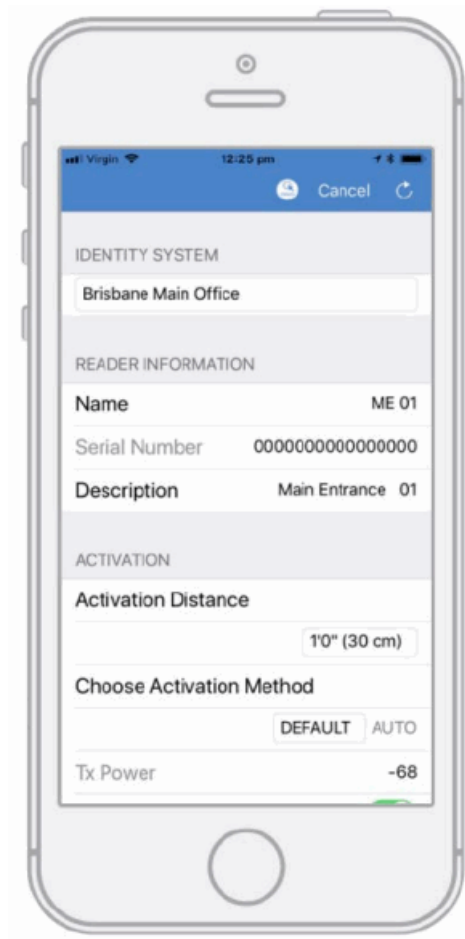 Virgin 12:25 pm
Cancel
IDENTITY SYSTEM
Brisbane Main Office
READER INFORMATION
Name ME 01
Serial Number 0000000000000000
Description Main Entrance 01
ACTIVATION
Activation Distance
1'0" (30 cm)
Choose Activation Method
DEFAULT AUTO
Tx Power -68